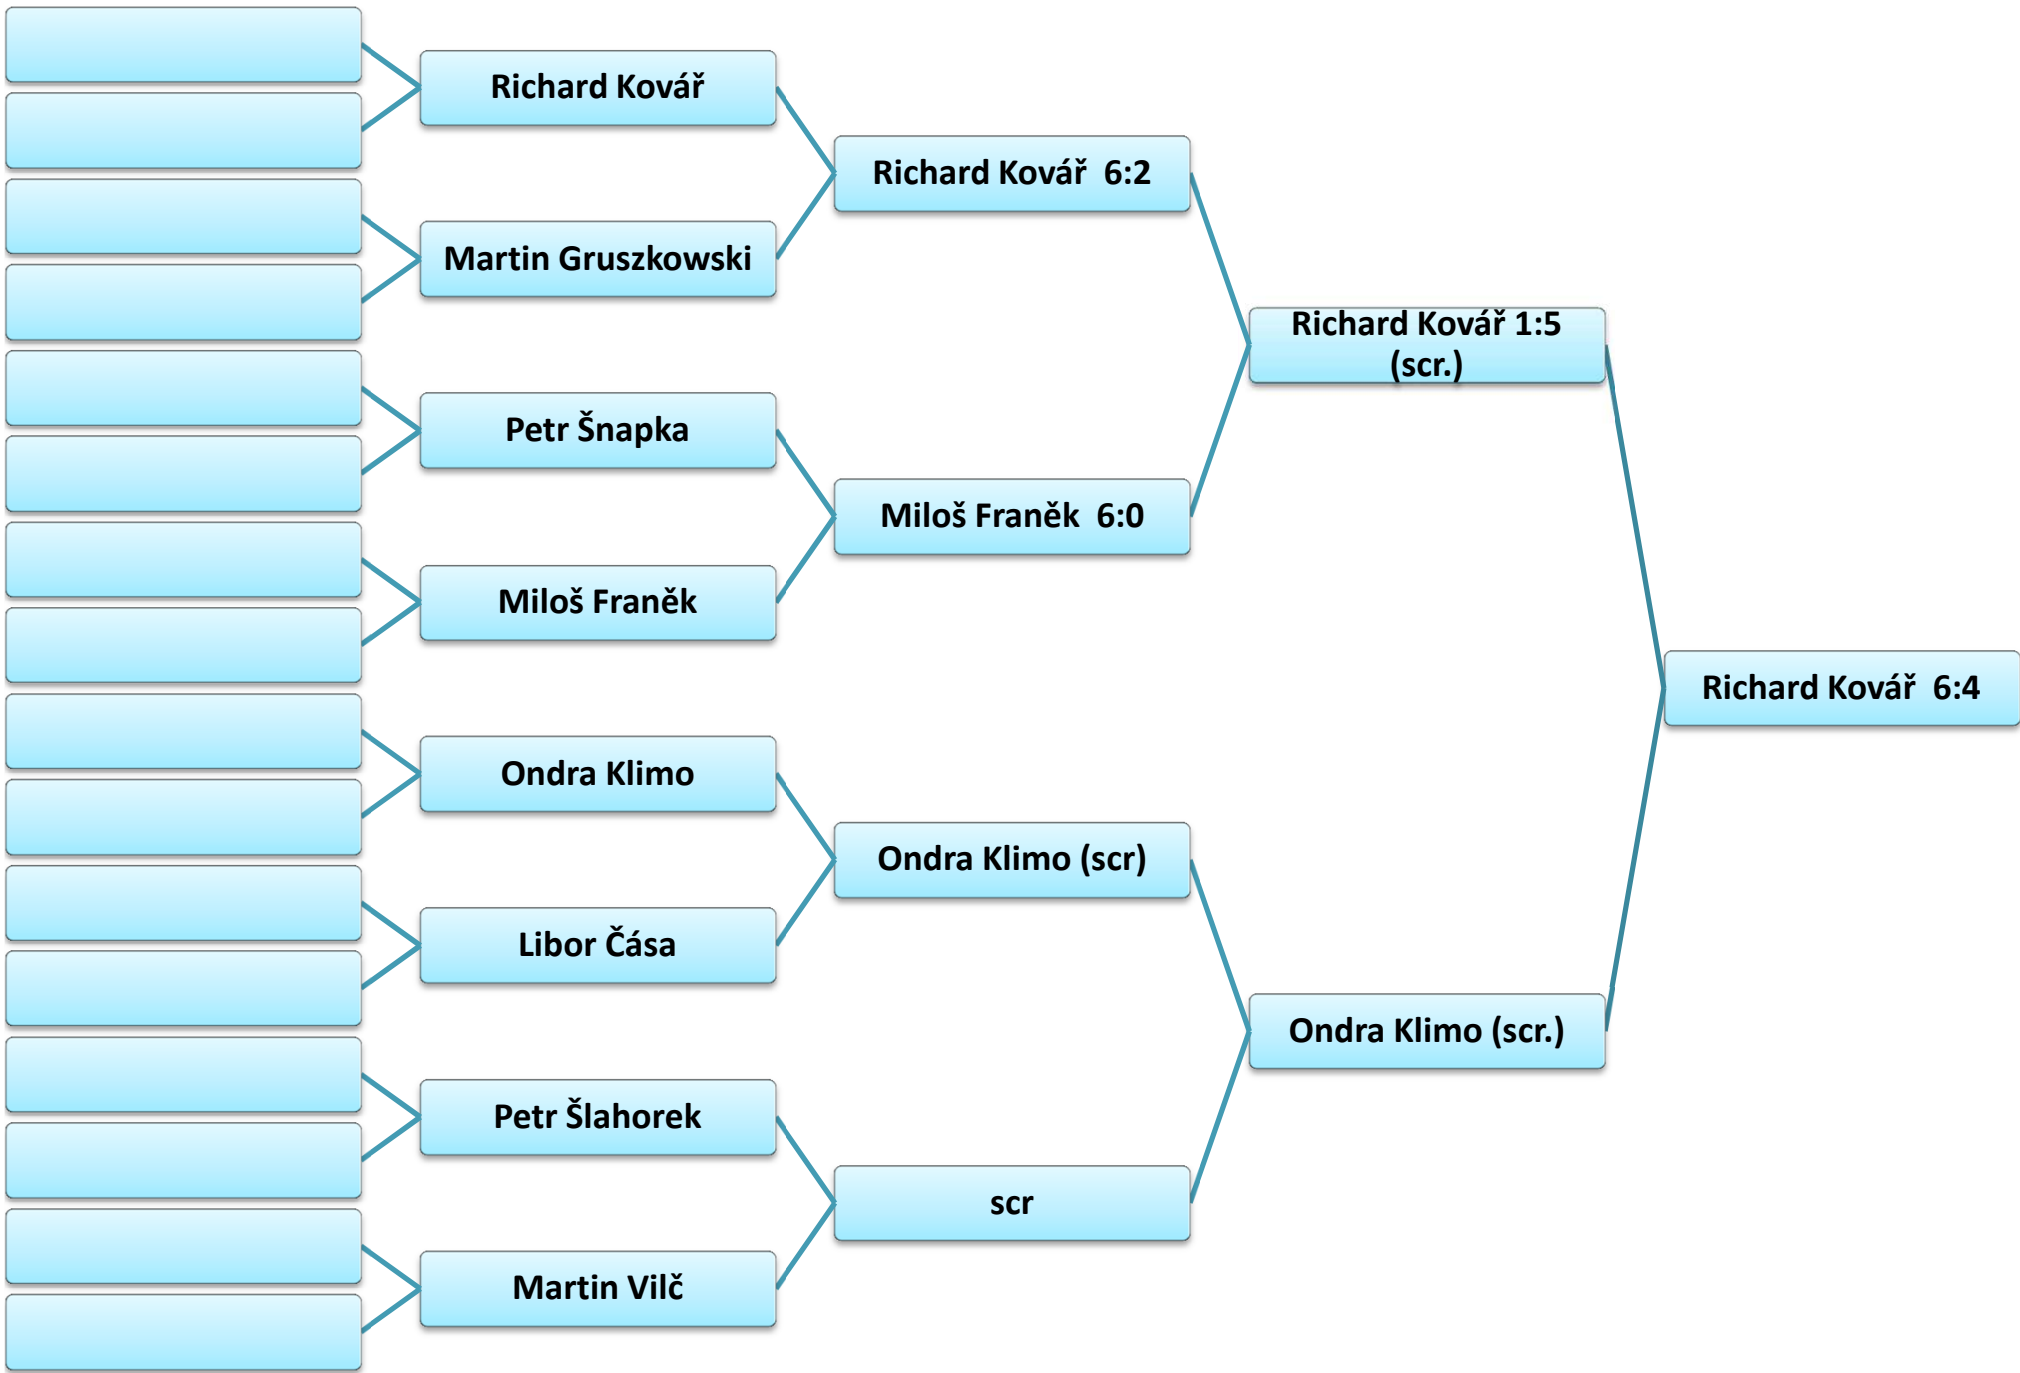 Richard Kovář
Martin Gruszkowski
Petr Šnapka
Miloš Franěk
Ondra Klimo
Libor Čása
Petr Šlahorek
Martin Vilč
Richard Kovář  6:2
Miloš Franěk  6:0
Ondra Klimo (scr)
scr
Richard Kovář 1:5
(scr.)
Ondra Klimo (scr.)
Richard Kovář  6:4